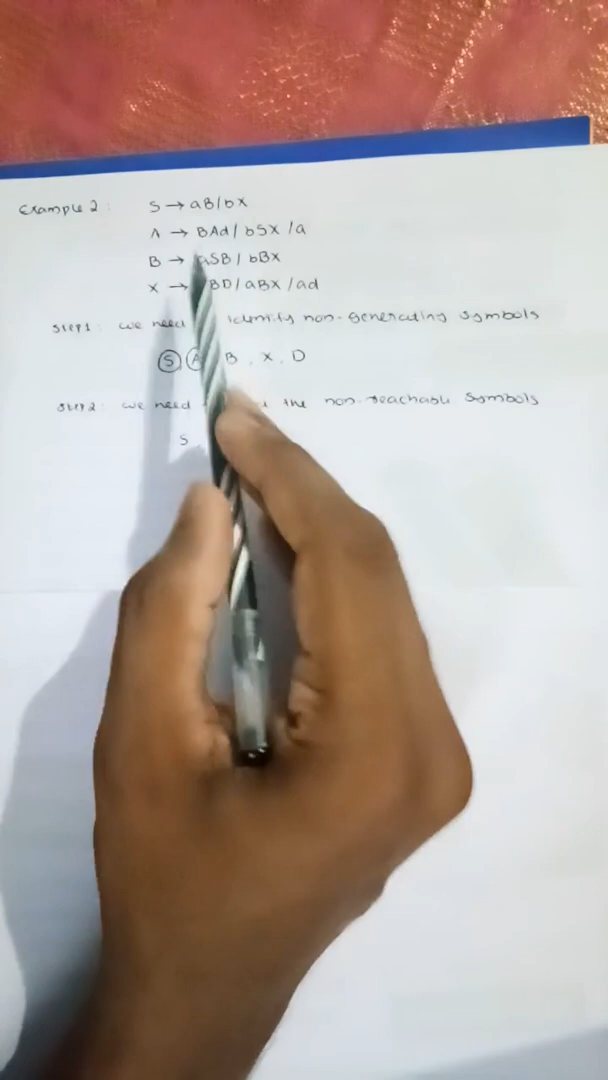 Example 2: S → aB/bX
A → BAd/ bSX /a
B → aSB/ bBX
X → BD/aBX /ad
Step1: we need identify non-generating symbols
S A B , X , D
Step2: we need the non-reachable symbols
S